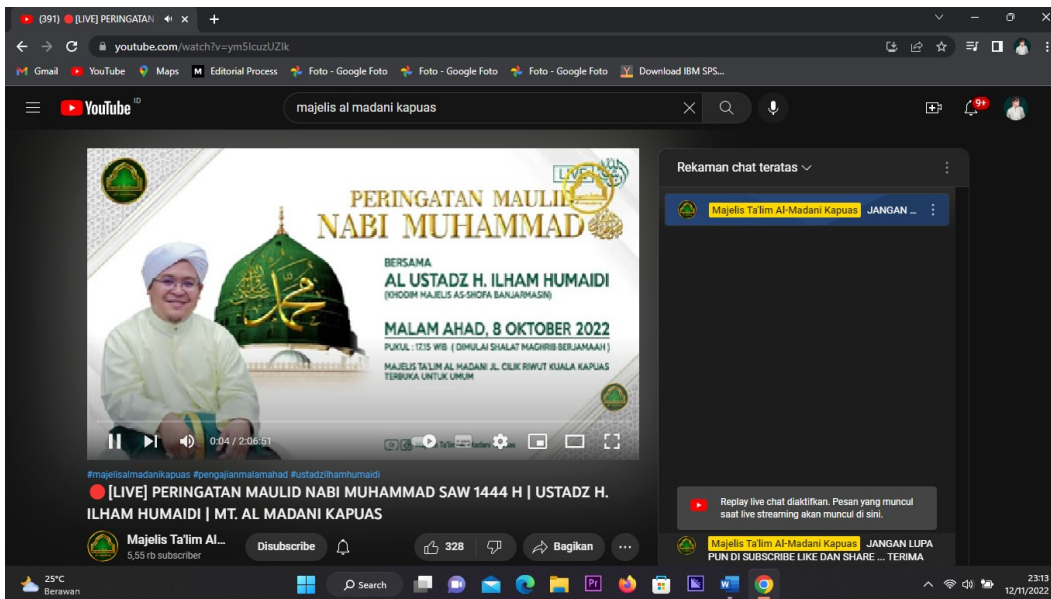 (391) [LIVE] PERINGATAN
youtube.com/watch?v=ym5IcuzUZIk
Gmail YouTube Maps Editorial Process Foto - Google Foto Foto - Google Foto Foto - Google Foto Download IBM SPS...
YouTube ID
majelis al madani kapuas
9+
LIVE
PERINGATAN MAULID
NABI MUHAMMAD
BERSAMA
AL USTADZ H. ILHAM HUMAIDI
(KHODIM MAJELIS AS-SHOFA BANJARMASIN)
MALAM AHAD, 8 OKTOBER 2022
PUKUL : 17.15 WIB ( DIMULAI SHALAT MAGHRIB BERJAMAAH )
MAJELIS TA'LIM AL MADANI JL. CILIK RIWUT KUALA KAPUAS
TERBUKA UNTUK UMUM
محمد
0:04 / 2:06:51
#majelisalmadanikapuas #pengajianmalamahad #ustadzilhamhumaidi
[LIVE] PERINGATAN MAULID NABI MUHAMMAD SAW 1444 H | USTADZ H.
ILHAM HUMAIDI | MT. AL MADANI KAPUAS
Majelis Ta'lim Al...
5,55 rb subscriber
Disubscribe
328
Bagikan
Rekaman chat teratas
Majelis Ta'lim Al-Madani Kapuas JANGAN ...
Replay live chat diaktifkan. Pesan yang muncul
saat live streaming akan muncul di sini.
Majelis Ta'lim Al-Madani Kapuas JANGAN LUPA
PUN DI SUBSCRIBE LIKE DAN SHARE ... TERIMA
25°C
Berawan
Search
Pr
23:13
12/11/2022